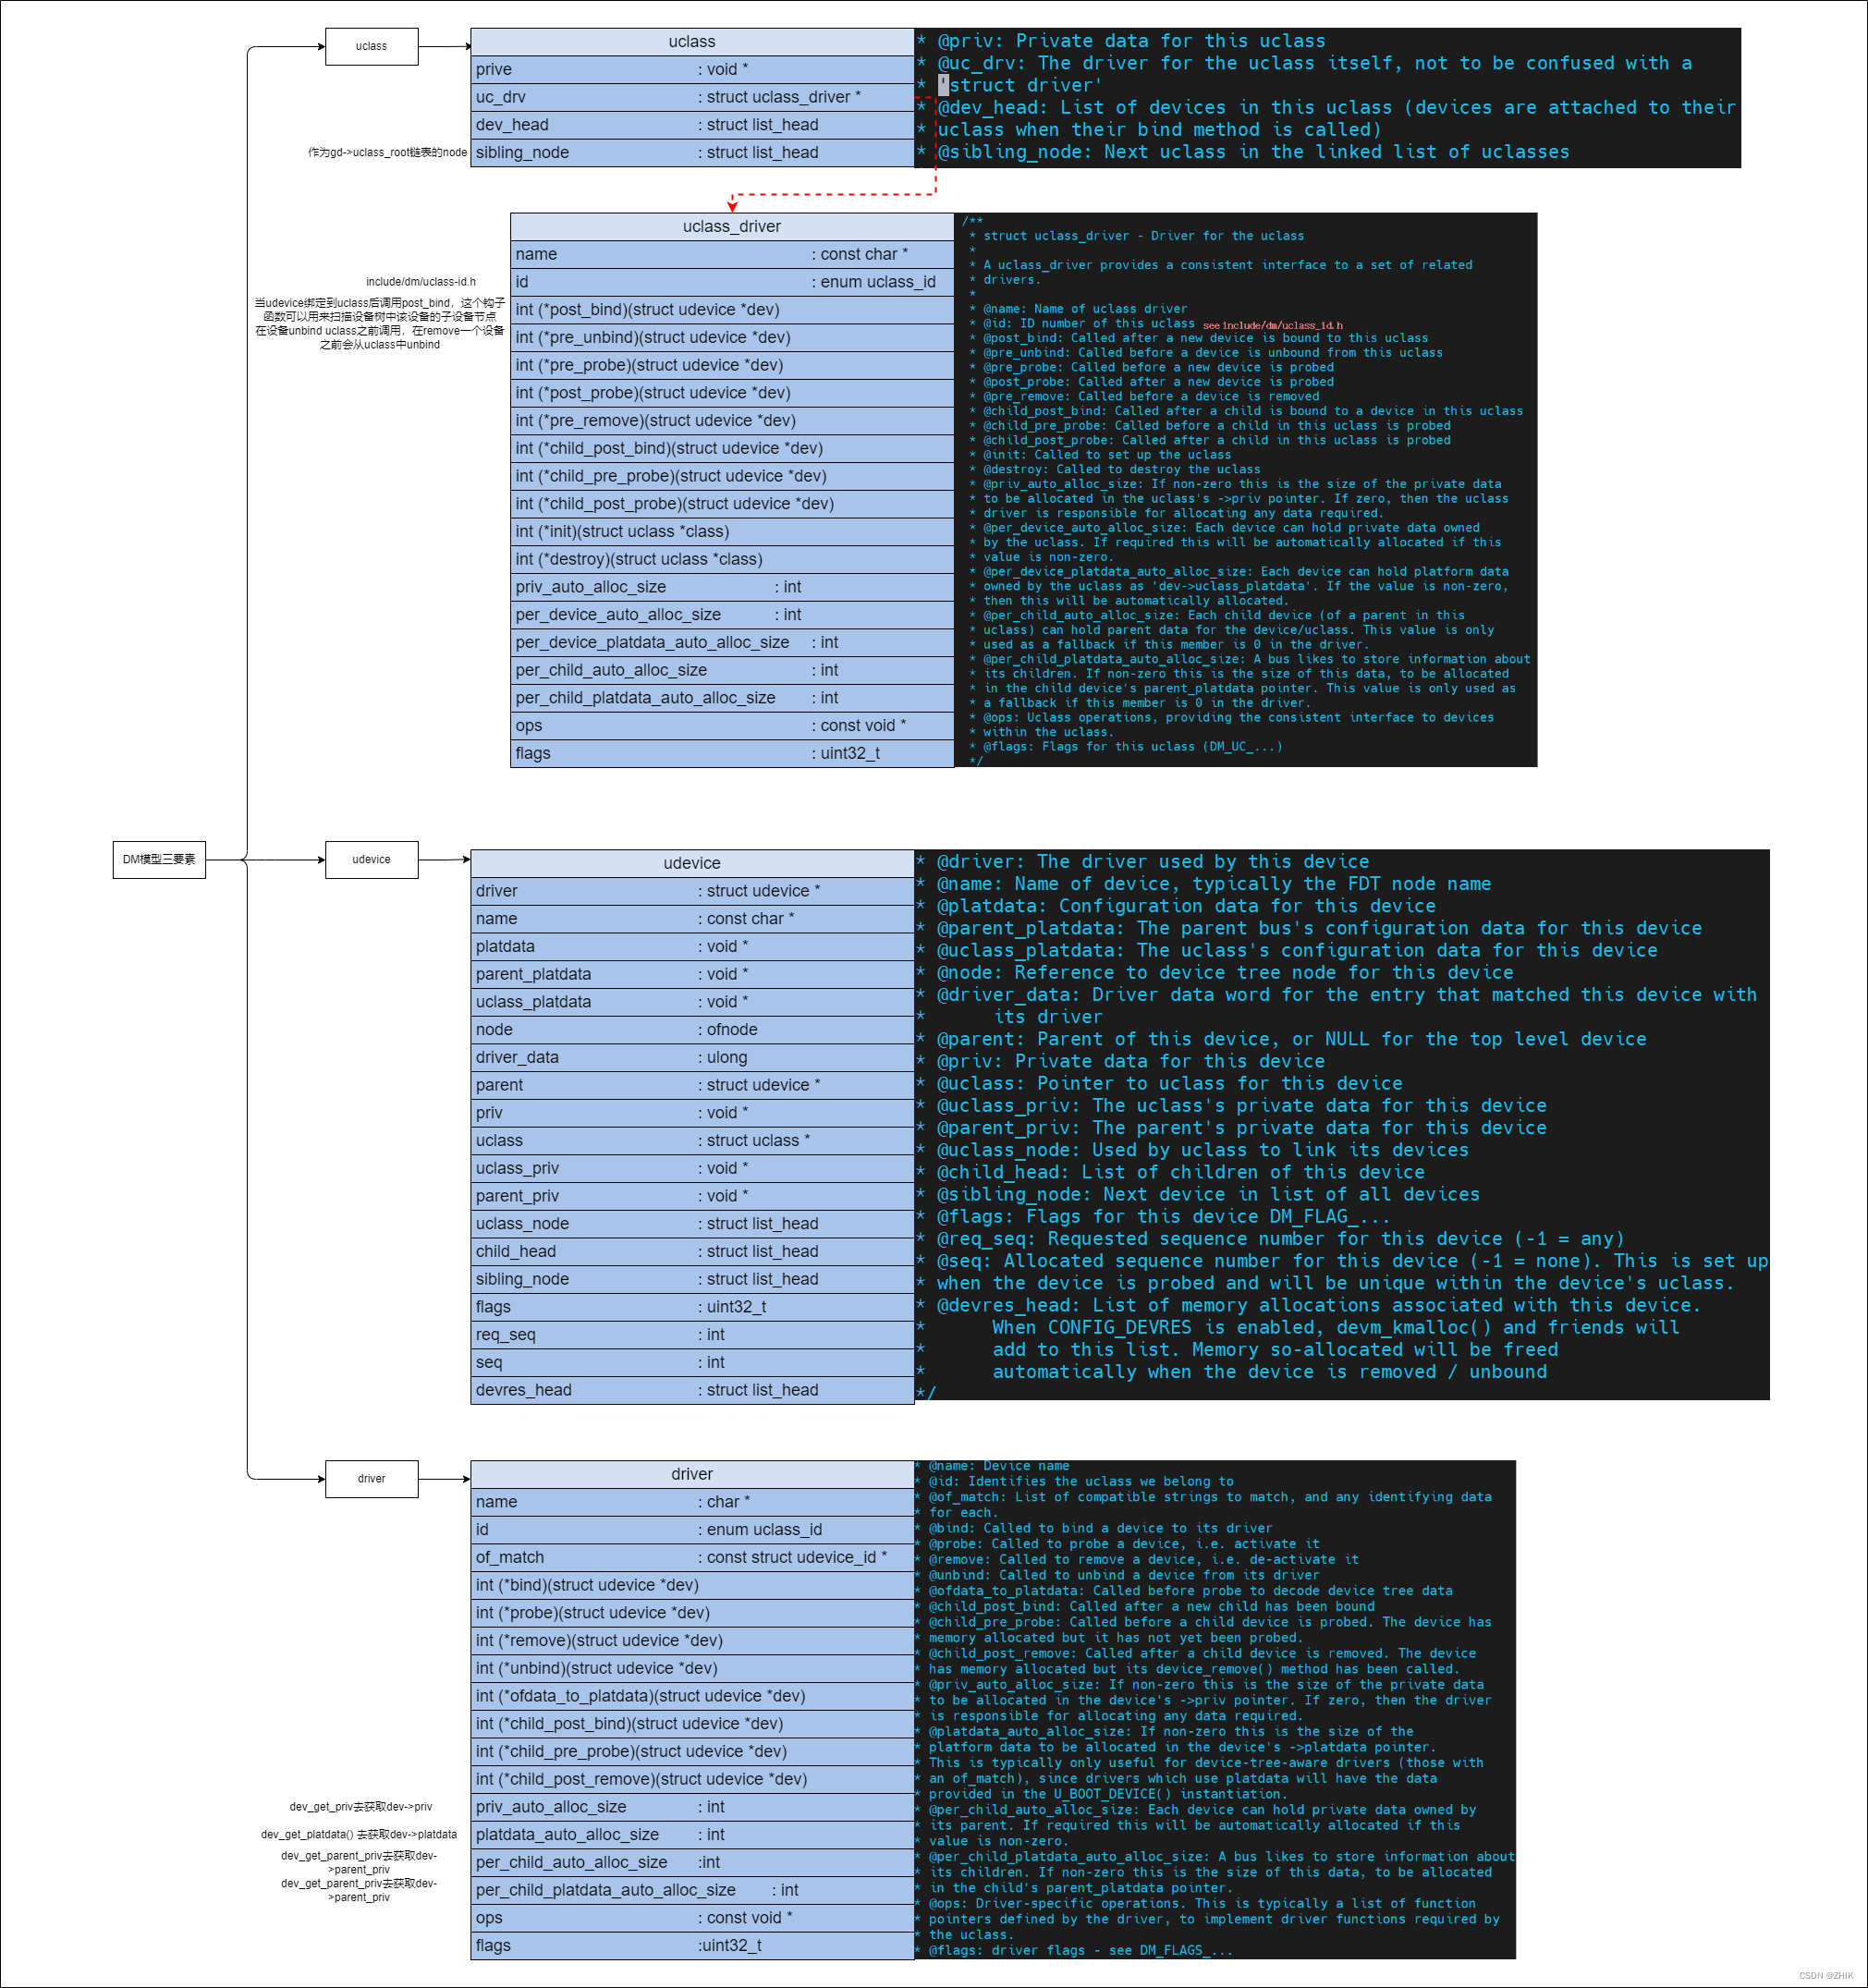 DM模型三要素
uclass
uclass
prive : void *
uc_drv : struct uclass_driver *
dev_head : struct list_head
作为gd->uclass_root链表的node
sibling_node : struct list_head
* @priv: Private data for this uclass
* @uc_drv: The driver for the uclass itself, not to be confused with a
* 'struct driver'
* @dev_head: List of devices in this uclass (devices are attached to their
* uclass when their bind method is called)
* @sibling_node: Next uclass in the linked list of uclasses
uclass_driver
name : const char *
include/dm/uclass-id.h
id : enum uclass_id
当udevice绑定到uclass后调用post_bind，这个钩子
函数可以用来扫描设备树中该设备的子设备节点
在设备unbind uclass之前调用，在remove一个设备
之前会从uclass中unbind
int (*post_bind)(struct udevice *dev)
int (*pre_unbind)(struct udevice *dev)
int (*pre_probe)(struct udevice *dev)
int (*post_probe)(struct udevice *dev)
int (*pre_remove)(struct udevice *dev)
int (*child_post_bind)(struct udevice *dev)
int (*child_pre_probe)(struct udevice *dev)
int (*child_post_probe)(struct udevice *dev)
int (*init)(struct uclass *class)
int (*destroy)(struct uclass *class)
priv_auto_alloc_size : int
per_device_auto_alloc_size : int
per_device_platdata_auto_alloc_size : int
per_child_auto_alloc_size : int
per_child_platdata_auto_alloc_size : int
ops : const void *
flags : uint32_t
/**
* struct uclass_driver - Driver for the uclass
*
* A uclass_driver provides a consistent interface to a set of related
* drivers.
*
* @name: Name of uclass driver
* @id: ID number of this uclass see include/dm/uclass_id.h
* @post_bind: Called after a new device is bound to this uclass
* @pre_unbind: Called before a device is unbound from this uclass
* @pre_probe: Called before a new device is probed
* @post_probe: Called after a new device is probed
* @pre_remove: Called before a device is removed
* @child_post_bind: Called after a child is bound to a device in this uclass
* @child_pre_probe: Called before a child in this uclass is probed
* @child_post_probe: Called after a child in this uclass is probed
* @init: Called to set up the uclass
* @destroy: Called to destroy the uclass
* @priv_auto_alloc_size: If non-zero this is the size of the private data
* to be allocated in the uclass's ->priv pointer. If zero, then the uclass
* driver is responsible for allocating any data required.
* @per_device_auto_alloc_size: Each device can hold private data owned
* by the uclass. If required this will be automatically allocated if this
* value is non-zero.
* @per_device_platdata_auto_alloc_size: Each device can hold platform data
* owned by the uclass as 'dev->uclass_platdata'. If the value is non-zero,
* then this will be automatically allocated.
* @per_child_auto_alloc_size: Each child device (of a parent in this
* uclass) can hold parent data for the device/uclass. This value is only
* used as a fallback if this member is 0 in the driver.
* @per_child_platdata_auto_alloc_size: A bus likes to store information about
* its children. If non-zero this is the size of this data, to be allocated
* in the child device's parent_platdata pointer. This value is only used as
* a fallback if this member is 0 in the driver.
* @ops: Uclass operations, providing the consistent interface to devices
* within the uclass.
* @flags: Flags for this uclass (DM_UC_...)
*/
udevice
udevice
driver : struct udevice *
name : const char *
platdata : void *
parent_platdata : void *
uclass_platdata : void *
node : ofnode
driver_data : ulong
parent : struct udevice *
priv : void *
uclass : struct uclass *
uclass_priv : void *
parent_priv : void *
uclass_node : struct list_head
child_head : struct list_head
sibling_node : struct list_head
flags : uint32_t
req_seq : int
seq : int
devres_head : struct list_head
* @driver: The driver used by this device
* @name: Name of device, typically the FDT node name
* @platdata: Configuration data for this device
* @parent_platdata: The parent bus's configuration data for this device
* @uclass_platdata: The uclass's configuration data for this device
* @node: Reference to device tree node for this device
* @driver_data: Driver data word for the entry that matched this device with
* its driver
* @parent: Parent of this device, or NULL for the top level device
* @priv: Private data for this device
* @uclass: Pointer to uclass for this device
* @uclass_priv: The uclass's private data for this device
* @parent_priv: The parent's private data for this device
* @uclass_node: Used by uclass to link its devices
* @child_head: List of children of this device
* @sibling_node: Next device in list of all devices
* @flags: Flags for this device DM_FLAG_...
* @req_seq: Requested sequence number for this device (-1 = any)
* @seq: Allocated sequence number for this device (-1 = none). This is set up
* when the device is probed and will be unique within the device's uclass.
* @devres_head: List of memory allocations associated with this device.
* When CONFIG_DEVRES is enabled, devm_kmalloc() and friends will
* add to this list. Memory so-allocated will be freed
* automatically when the device is removed / unbound
*/
driver
driver
name : char *
id : enum uclass_id
of_match : const struct udevice_id *
int (*bind)(struct udevice *dev)
int (*probe)(struct udevice *dev)
int (*remove)(struct udevice *dev)
int (*unbind)(struct udevice *dev)
int (*ofdata_to_platdata)(struct udevice *dev)
int (*child_post_bind)(struct udevice *dev)
int (*child_pre_probe)(struct udevice *dev)
int (*child_post_remove)(struct udevice *dev)
dev_get_priv去获取dev->priv
priv_auto_alloc_size : int
dev_get_platdata() 去获取dev->platdata
platdata_auto_alloc_size : int
dev_get_parent_priv去获取dev-
>parent_priv
per_child_auto_alloc_size :int
dev_get_parent_priv去获取dev-
>parent_priv
per_child_platdata_auto_alloc_size : int
ops : const void *
flags :uint32_t
* @name: Device name
* @id: Identifies the uclass we belong to
* @of_match: List of compatible strings to match, and any identifying data
* for each.
* @bind: Called to bind a device to its driver
* @probe: Called to probe a device, i.e. activate it
* @remove: Called to remove a device, i.e. de-activate it
* @unbind: Called to unbind a device from its driver
* @ofdata_to_platdata: Called before probe to decode device tree data
* @child_post_bind: Called after a new child has been bound
* @child_pre_probe: Called before a child device is probed. The device has
* memory allocated but it has not yet been probed.
* @child_post_remove: Called after a child device is removed. The device
* has memory allocated but its device_remove() method has been called.
* @priv_auto_alloc_size: If non-zero this is the size of the private data
* to be allocated in the device's ->priv pointer. If zero, then the driver
* is responsible for allocating any data required.
* @platdata_auto_alloc_size: If non-zero this is the size of the
* platform data to be allocated in the device's ->platdata pointer.
* This is typically only useful for device-tree-aware drivers (those with
* an of_match), since drivers which use platdata will have the data
* provided in the U_BOOT_DEVICE() instantiation.
* @per_child_auto_alloc_size: Each device can hold private data owned by
* its parent. If required this will be automatically allocated if this
* value is non-zero.
* @per_child_platdata_auto_alloc_size: A bus likes to store information about
* its children. If non-zero this is the size of this data, to be allocated
* in the child's parent_platdata pointer.
* @ops: Driver-specific operations. This is typically a list of function
* pointers defined by the driver, to implement driver functions required by
* the uclass.
* @flags: driver flags - see DM_FLAGS_...
CSDN @ZHIK